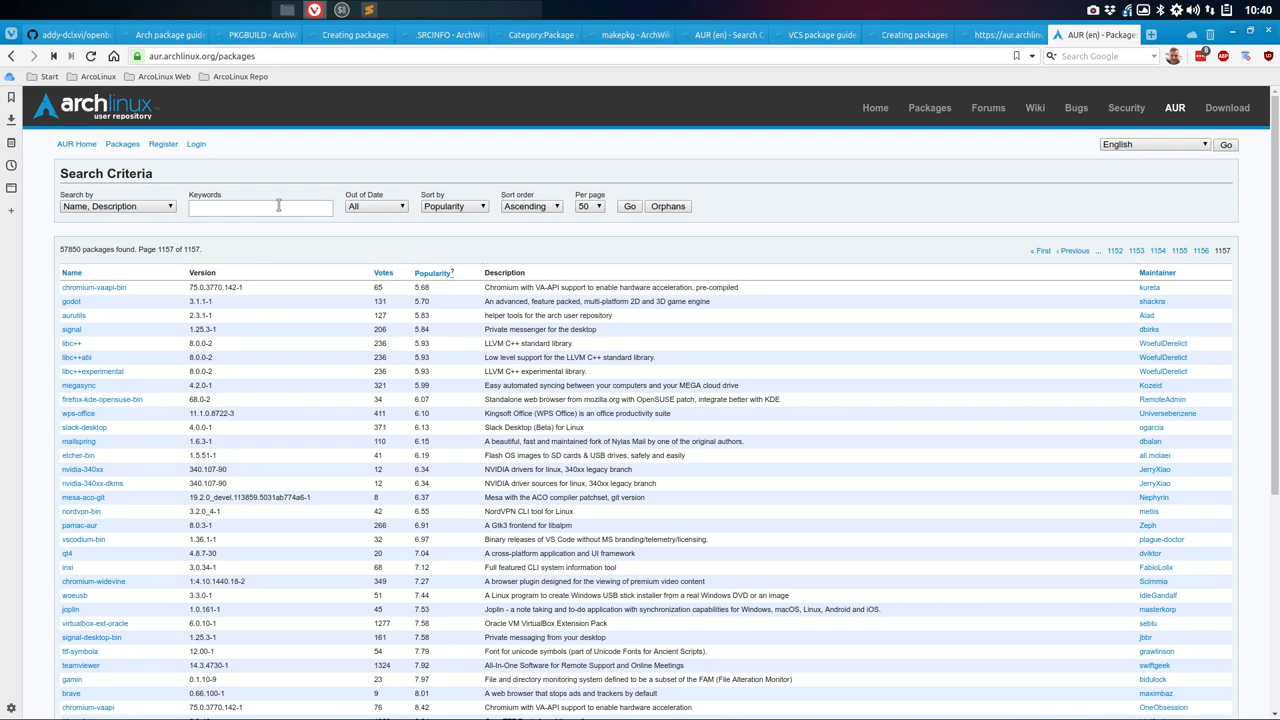 10:40
addy-dclxvi/openb
Arch package guid
PKGBUILD - ArchW
Creating packages
.SRCINFO - ArchWi
Category:Package
makepkg - ArchWi
AUR (en) - Search C
VCS package guide
Creating packages
https://aur.archlin
AUR (en) - Package
aur.archlinux.org/packages
Search Google
Start ArcoLinux ArcoLinux Web ArcoLinux Repo
archlinux
user repository
Home Packages Forums Wiki Bugs Security AUR Download
AUR Home Packages Register Login
English Go
Search Criteria
Search by Keywords Out of Date Sort by Sort order Per page
Name, Description All Popularity Ascending 50 Go Orphans
57850 packages found. Page 1157 of 1157.
« First ‹ Previous ... 1152 1153 1154 1155 1156 1157
Name Version Votes Popularity? Description Maintainer
chromium-vaapi-bin 75.0.3770.142-1 65 5.68 Chromium with VA-API support to enable hardware acceleration, pre-compiled kureta
godot 3.1.1-1 131 5.70 An advanced, feature packed, multi-platform 2D and 3D game engine shackra
aurutils 2.3.1-1 127 5.83 helper tools for the arch user repository Alad
signal 1.25.3-1 206 5.84 Private messenger for the desktop dbirks
libc++ 8.0.0-2 236 5.93 LLVM C++ standard library. WoefulDerelict
libc++abi 8.0.0-2 236 5.93 Low level support for the LLVM C++ standard library. WoefulDerelict
libc++experimental 8.0.0-2 236 5.93 LLVM C++ experimental library. WoefulDerelict
megasync 4.2.0-1 321 5.99 Easy automated syncing between your computers and your MEGA cloud drive Kozeid
firefox-kde-opensuse-bin 68.0-2 34 6.07 Standalone web browser from mozilla.org with OpenSUSE patch, integrate better with KDE RemoteAdmin
wps-office 11.1.0.8722-3 411 6.10 Kingsoft Office (WPS Office) is an office productivity suite Universebenzene
slack-desktop 4.0.0-1 371 6.13 Slack Desktop (Beta) for Linux ogarcia
mailspring 1.6.3-1 110 6.15 A beautiful, fast and maintained fork of Nylas Mail by one of the original authors. dbalan
etcher-bin 1.5.51-1 41 6.19 Flash OS images to SD cards & USB drives, safely and easily ali.molaei
nvidia-340xx 340.107-90 12 6.34 NVIDIA drivers for linux, 340xx legacy branch JerryXiao
nvidia-340xx-dkms 340.107-90 12 6.34 NVIDIA driver sources for linux, 340xx legacy branch JerryXiao
mesa-aco-git 19.2.0_devel.113859.5031ab774a6-1 8 6.37 Mesa with the ACO compiler patchset, git version Nephyrin
nordvpn-bin 3.2.0_4-1 42 6.55 NordVPN CLI tool for Linux metiis
pamac-aur 8.0.3-1 266 6.91 A Gtk3 frontend for libalpm Zeph
vscodium-bin 1.36.1-1 32 6.97 Binary releases of VS Code without MS branding/telemetry/licensing. plague-doctor
qt4 4.8.7-30 20 7.04 A cross-platform application and UI framework dviktor
inxi 3.0.34-1 68 7.12 Full featured CLI system information tool FabioLolix
chromium-widevine 1:4.10.1440.18-2 349 7.27 A browser plugin designed for the viewing of premium video content Scimmia
woeusb 3.3.0-1 51 7.44 A Linux program to create Windows USB stick installer from a real Windows DVD or an image IdleGandalf
joplin 1.0.161-1 45 7.53 Joplin - a note taking and to-do application with synchronization capabilities for Windows, macOS, Linux, Android and iOS. masterkorp
virtualbox-ext-oracle 6.0.10-1 1277 7.58 Oracle VM VirtualBox Extension Pack seblu
signal-desktop-bin 1.25.3-1 161 7.58 Private messaging from your desktop jbbr
ttf-symbola 12.00-1 54 7.79 Font for unicode symbols (part of Unicode Fonts for Ancient Scripts). grawlinson
teamviewer 14.3.4730-1 1324 7.92 All-In-One Software for Remote Support and Online Meetings swiftgeek
gamin 0.1.10-9 23 7.97 File and directory monitoring system defined to be a subset of the FAM (File Alteration Monitor) bidulock
brave 0.66.100-1 9 8.01 A web browser that stops ads and trackers by default maximbaz
chromium-vaapi 75.0.3770.142-1 76 8.42 Chromium with VA-API support to enable hardware acceleration OneObsession